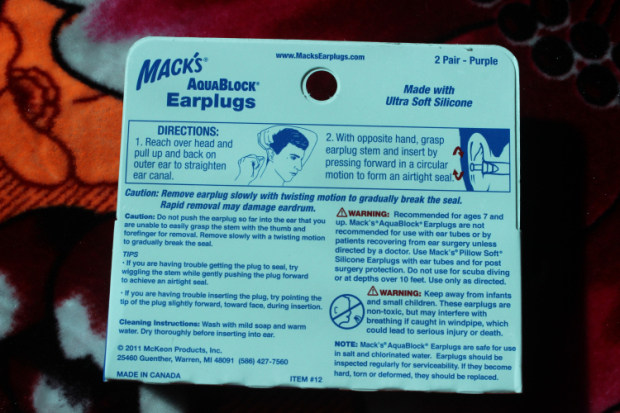 www.MacksEarplugs.com
2 Pair - Purple
MACK'S®
AQUABLOCK®
Earplugs
Made with
Ultra Soft Silicone
DIRECTIONS:
1. Reach over head and
pull up and back on
outer ear to straighten
ear canal.
2. With opposite hand, grasp
earplug stem and insert by
pressing forward in a circular
motion to form an airtight seal.
Caution: Remove earplug slowly with twisting motion to gradually break the seal.
Rapid removal may damage eardrum.
Caution: Do not push the earplug so far into the ear that you
are unable to easily grasp the stem with the thumb and
forefinger for removal. Remove slowly with a twisting motion
to gradually break the seal.
TIPS
· If you are having trouble getting the plug to seal, try
wiggling the stem while gently pushing the plug forward
to achieve an airtight seal.
· If you are having trouble inserting the plug, try pointing the
tip of the plug slightly forward, toward face, during insertion.
Cleaning Instructions: Wash with mild soap and warm
water. Dry thoroughly before inserting into ear.
© 2011 McKeon Products, Inc.
25460 Guenther, Warren, MI 48091 (586) 427-7560
MADE IN CANADA
ITEM #12
WARNING: Recommended for ages 7 and
up. Mack's® AquaBlock® Earplugs are not
recommended for use with ear tubes or by
patients recovering from ear surgery unless
directed by a doctor. Use Mack's® Pillow Soft®
Silicone Earplugs with ear tubes and for post
surgery protection. Do not use for scuba diving
or at depths over 10 feet. Use only as directed.
WARNING: Keep away from infants
and small children. These earplugs are
non-toxic, but may interfere with
breathing if caught in windpipe, which
could lead to serious injury or death.
NOTE: Mack's® AquaBlock® Earplugs are safe for use
in salt and chlorinated water. Earplugs should be
inspected regularly for serviceability. If they become
hard, torn or deformed, they should be replaced.